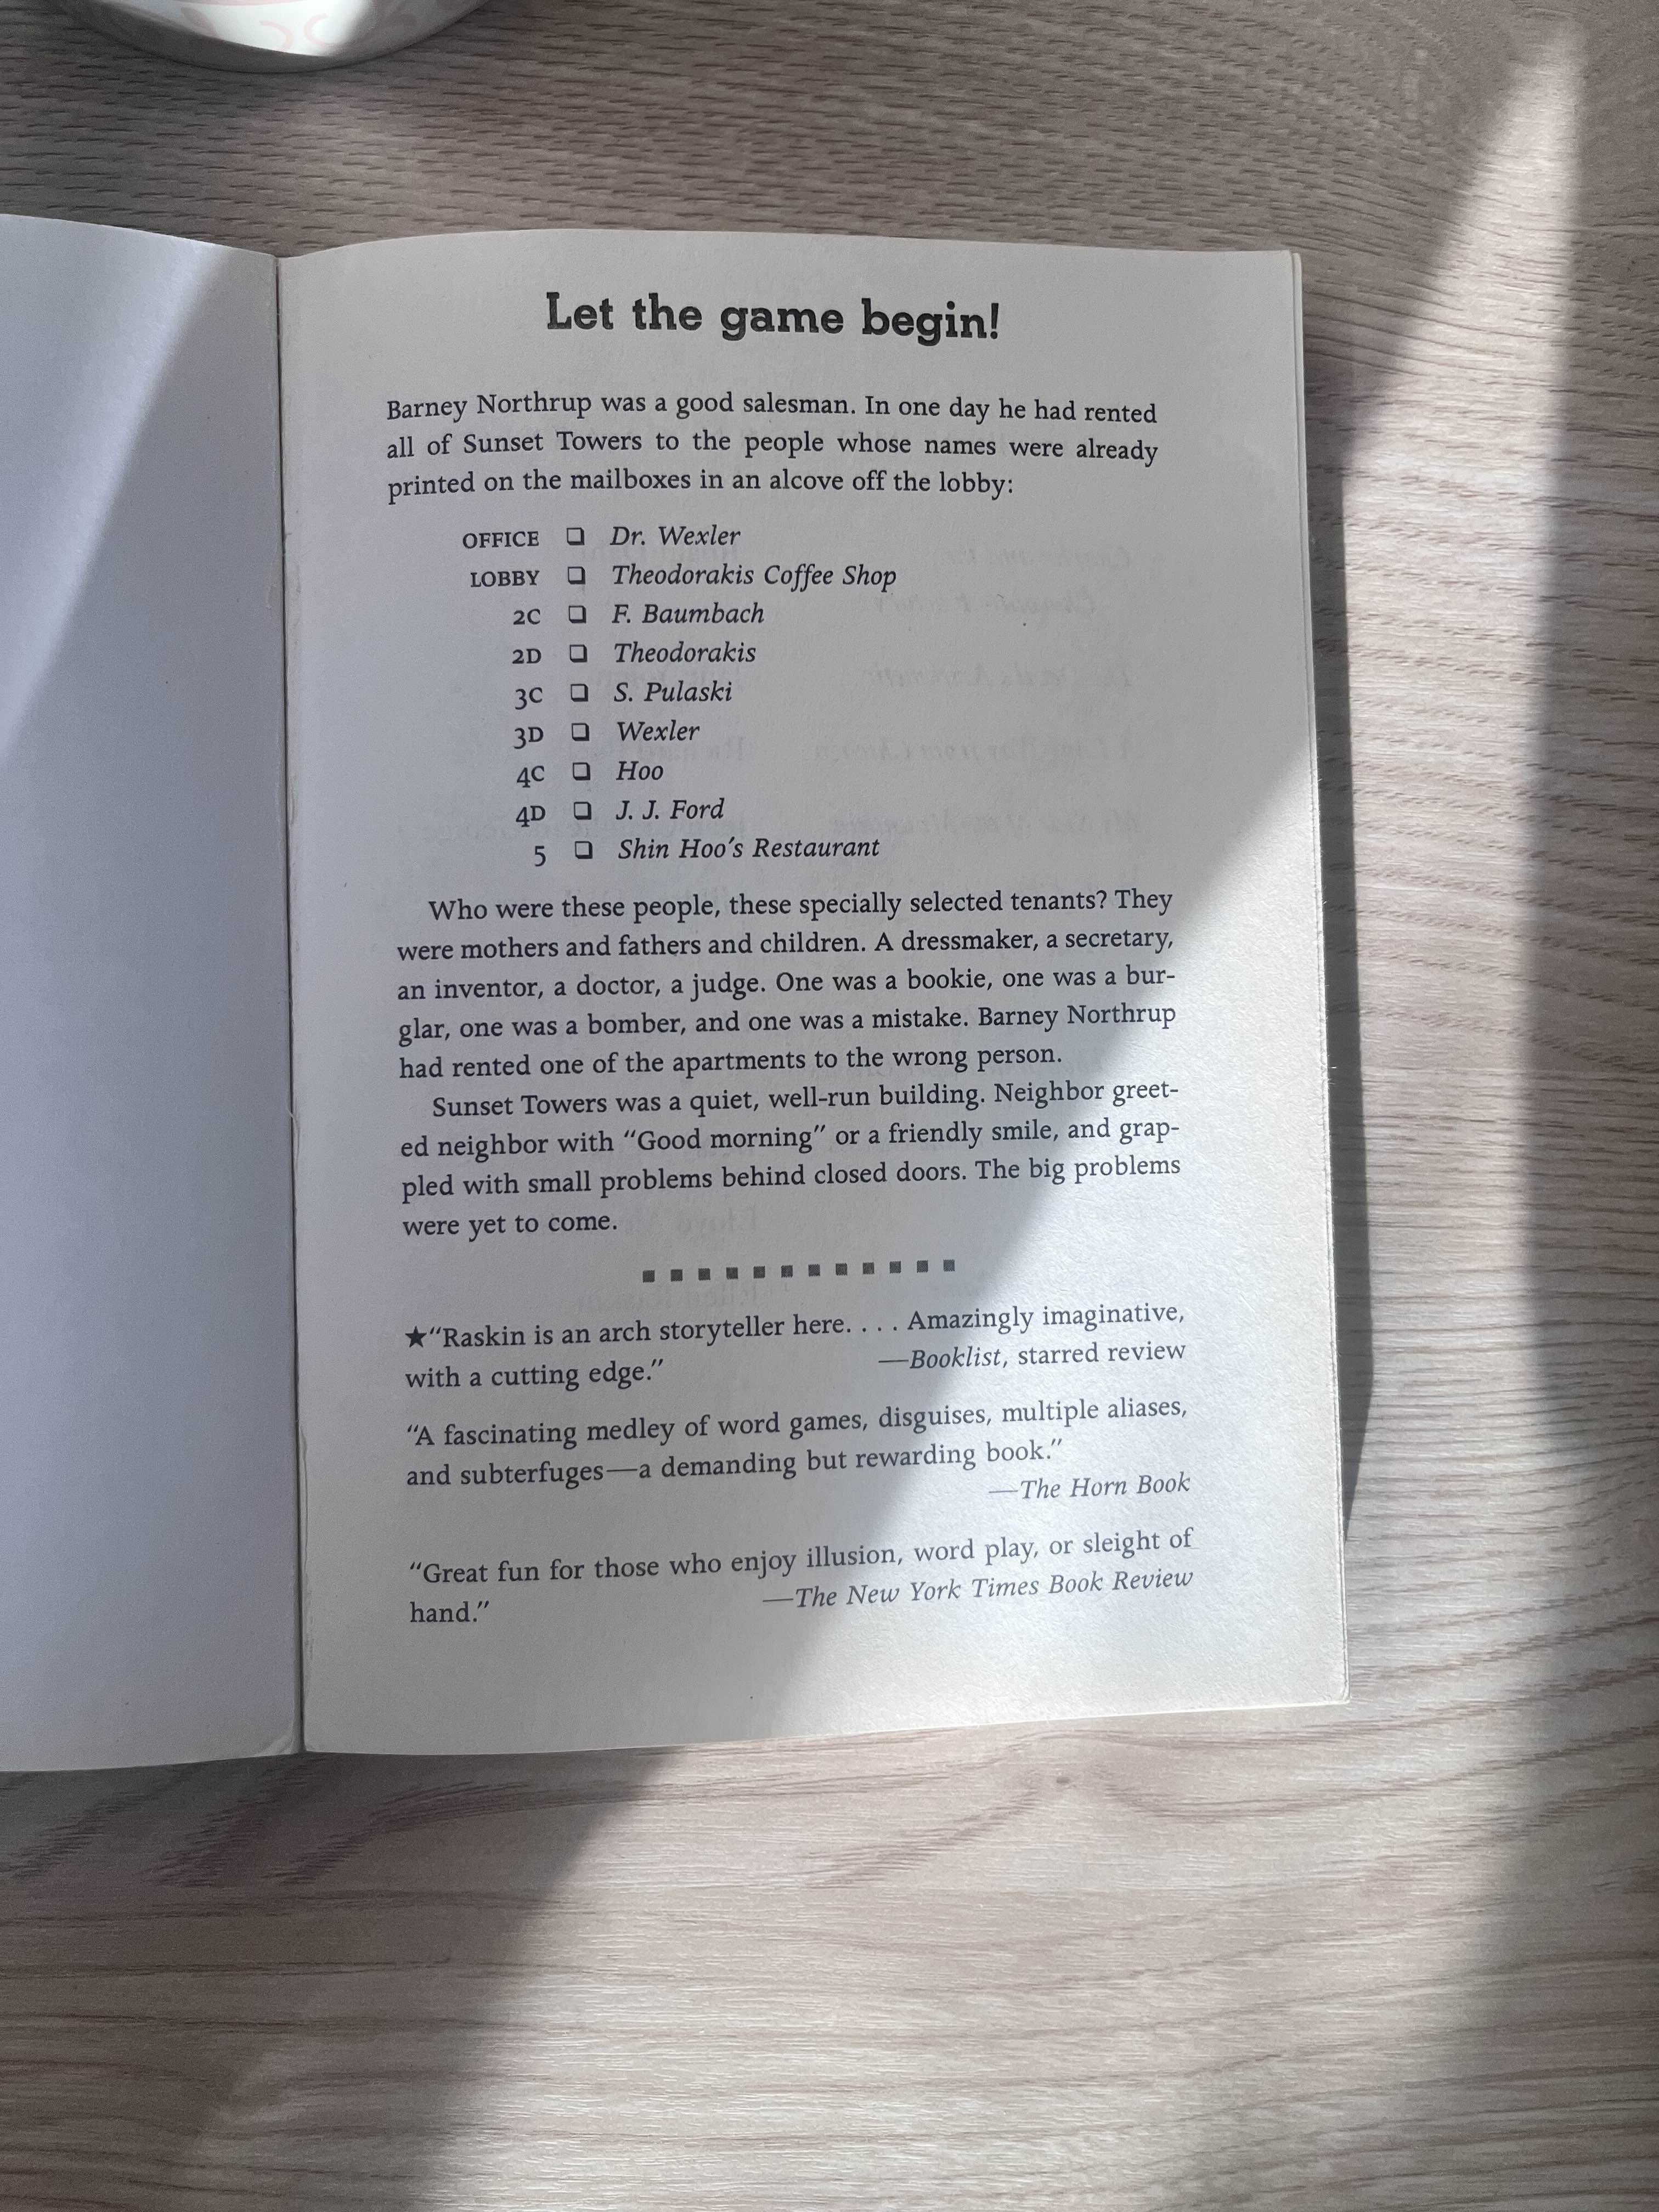 Let the game begin!
Barney Northrup was a good salesman. In one day he had rented
all of Sunset Towers to the people whose names were already
printed on the mailboxes in an alcove off the lobby:
OFFICE ❑ Dr. Wexler
LOBBY ❑ Theodorakis Coffee Shop
2C ❑ F. Baumbach
2D ❑ Theodorakis
3C ❑ S. Pulaski
3D ❑ Wexler
4C ❑ Hoo
4D ❑ J. J. Ford
5 ❑ Shin Hoo’s Restaurant
Who were these people, these specially selected tenants? They
were mothers and fathers and children. A dressmaker, a secretary,
an inventor, a doctor, a judge. One was a bookie, one was a bur-
glar, one was a bomber, and one was a mistake. Barney Northrup
had rented one of the apartments to the wrong person.
Sunset Towers was a quiet, well-run building. Neighbor greet-
ed neighbor with “Good morning” or a friendly smile, and grap-
pled with small problems behind closed doors. The big problems
were yet to come.
★“Raskin is an arch storyteller here. . . . Amazingly imaginative,
with a cutting edge.” —Booklist, starred review
“A fascinating medley of word games, disguises, multiple aliases,
and subterfuges—a demanding but rewarding book.”
—The Horn Book
“Great fun for those who enjoy illusion, word play, or sleight of
hand.” —The New York Times Book Review